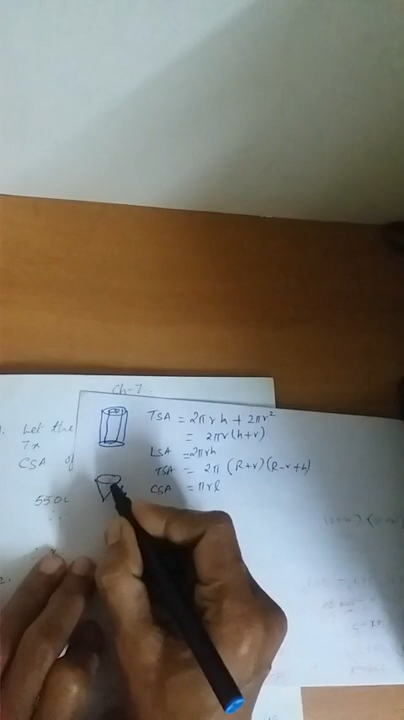 Ch-7
Let the
7x
CSA of
550
TSA = 2πrh + 2πr²
= 2πr(h+r)
LSA = 2πrh
TSA = 2π (R+r)(R-r+h)
CSA = πrl